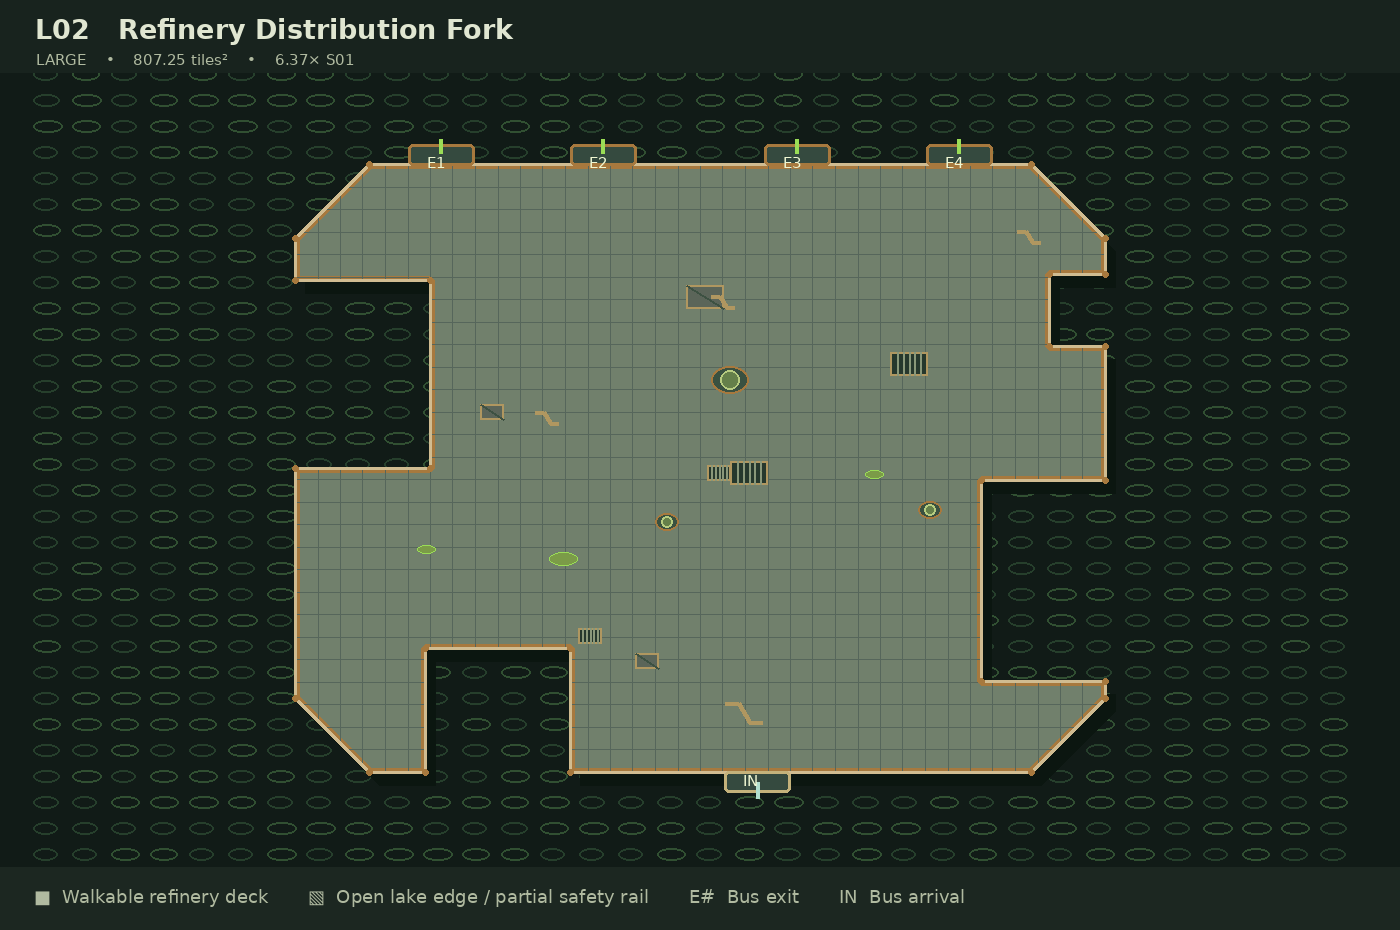 L02 Refinery Distribution Fork
LARGE • 807.25 tiles² • 6.37× S01
E1 E2 E3 E4
IN
Walkable refinery deck Open lake edge / partial safety rail E# Bus exit IN Bus arrival